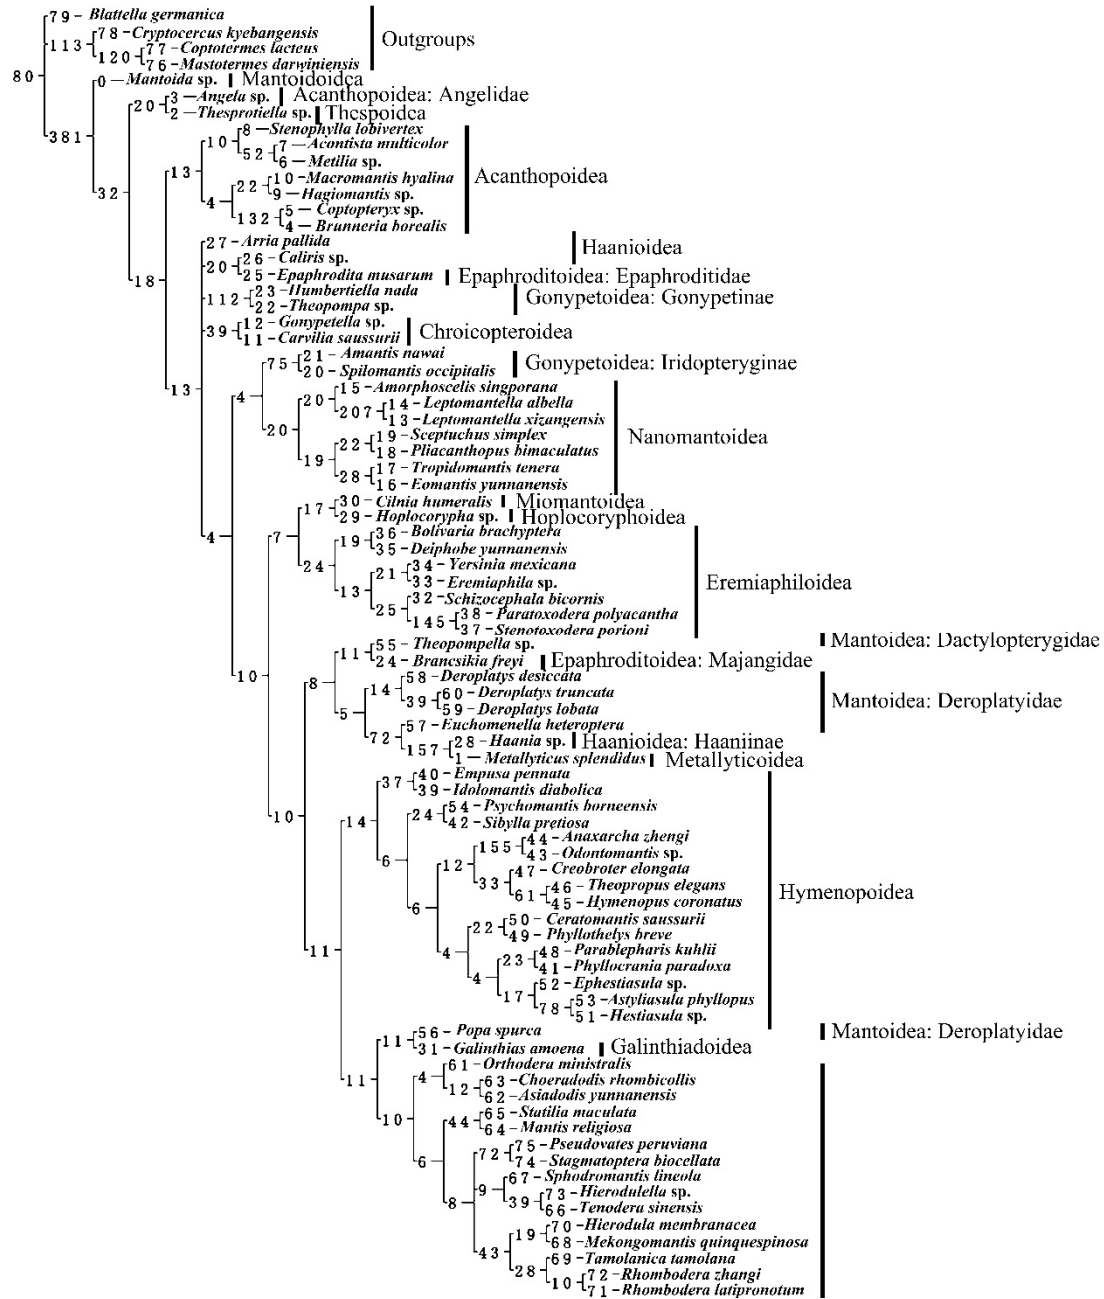 79 – Blattella germanica
78 – Cryptocercus kyebangensis
113
Outgroups
120
77 – Coptotermes lacteus
76 – Mastotermes darwiniensis
80
0 — Mantoida sp. Mantoidoidea
3 — Angela sp. Acanthopoidea: Angelidae
20
2 — Thesprotiella sp. Thespoidea
8 — Stenophylla lobivertex
381
10
7 — Acontista multicolor
52
6 — Metilia sp.
13
10 – Macromantis hyalina
Acanthopoidea
22
32
9 — Hagiomantis sp.
4
5 — Coptopteryx sp.
132
4 — Brunneria borealis
27 – Arria pallida
Haanioidea
26 – Caliris sp.
20
25 – Epaphrodita musarum Epaphroditoidea: Epaphroditidae
18
23 – Humbertiella nada
112
Gonypetoidea: Gonypetinae
22 – Theopompa sp.
12 – Gonypetella sp.
39
Chroicopteroidea
11 – Carvilia saussurii
21 – Amantis nawai
75
Gonypetoidea: Iridopteryginae
20 – Spilomantis occipitalis
13
15 – Amorphoscelis singporana
4
20
14 – Leptomantella albella
207
13 – Leptomantella xizangensis
20
19 – Sceptuchus simplex
22
Nanomantoidea
18 – Pliacanthopus bimaculatus
19
17 – Tropidomantis tenera
28
16 – Eomantis yunnanensis
30 – Cilnia humeralis Miomantoidea
17
29 – Hoplocorypha sp. Hoplocoryphoidea
4
7
36 – Bolivaria brachyptera
19
35 – Deiphobe yunnanensis
24
34 – Yersinia mexicana
21
33 – Eremiaphila sp.
Eremiaphiloidea
13
32 – Schizocephala bicornis
25
38 – Paratoxodera polyacantha
145
37 – Stenotoxodera porioni
55 – Theopompella sp.
Mantoidea: Dactylopterygidae
11
24 – Brancsikia freyi Epaphroditoidea: Majangidae
10
8
58 – Deroplatys desiccata
14
60 – Deroplatys truncata
39
Mantoidea: Deroplatyidae
59 – Deroplatys lobata
5
57 – Euchomenella heteroptera
72
28 – Haania sp. Haanioidea: Haaniinae
157
1 — Metallyticus splendidus Metallyticoidea
40 – Empusa pennata
37
39 – Idolomantis diabolica
54 – Psychomantis borneensis
10
14
24
42 – Sibylla pretiosa
44 – Anaxarcha zhengi
155
43 – Odontomantis sp.
6
12
47 – Creobroter elongata
33
46 – Theopropus elegans
61
Hymenopoidea
45 – Hymenopus coronatus
6
50 – Ceratomantis saussurii
22
49 – Phyllothelys breve
11
4
48 – Parablepharis kuhlii
23
41 – Phyllocrania paradoxa
4
52 – Ephestiasula sp.
17
53 – Astyliasula phyllopus
78
51 – Hestiasula sp.
56 – Popa spurca
Mantoidea: Deroplatyidae
11
31 – Galinthias amoena Galinthiadoidea
61 – Orthodera ministralis
11
4
63 – Choeradodis rhombicollis
12
62 – Asiadodis yunnanensis
10
65 – Statilia maculata
44
64 – Mantis religiosa
75 – Pseudovates peruviana
72
6
74 – Stagmatoptera biocellata
67 – Sphodromantis lineola
9
73 – Hierodulella sp.
8
39
66 – Tenodera sinensis
70 – Hierodula membranacea
19
68 – Mekongomantis quinquespinosa
43
69 – Tamolanica tamolana
28
72 – Rhombodera zhangi
10
71 – Rhombodera latipronotum